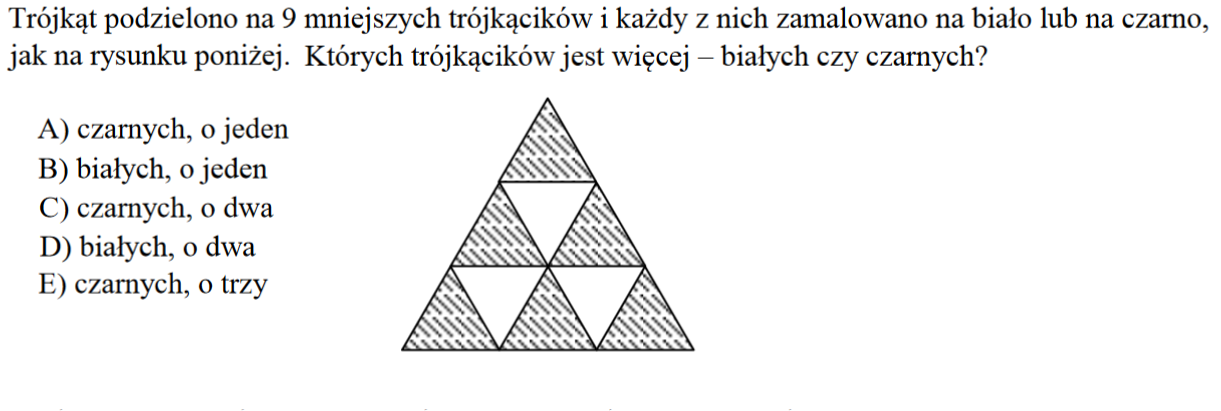 Trójkąt podzielono na 9 mniejszych trójkącików i każdy z nich zamalowano na biało lub na czarno,
jak na rysunku poniżej. Których trójkącików jest więcej – białych czy czarnych?
A) czarnych, o jeden
B) białych, o jeden
C) czarnych, o dwa
D) białych, o dwa
E) czarnych, o trzy